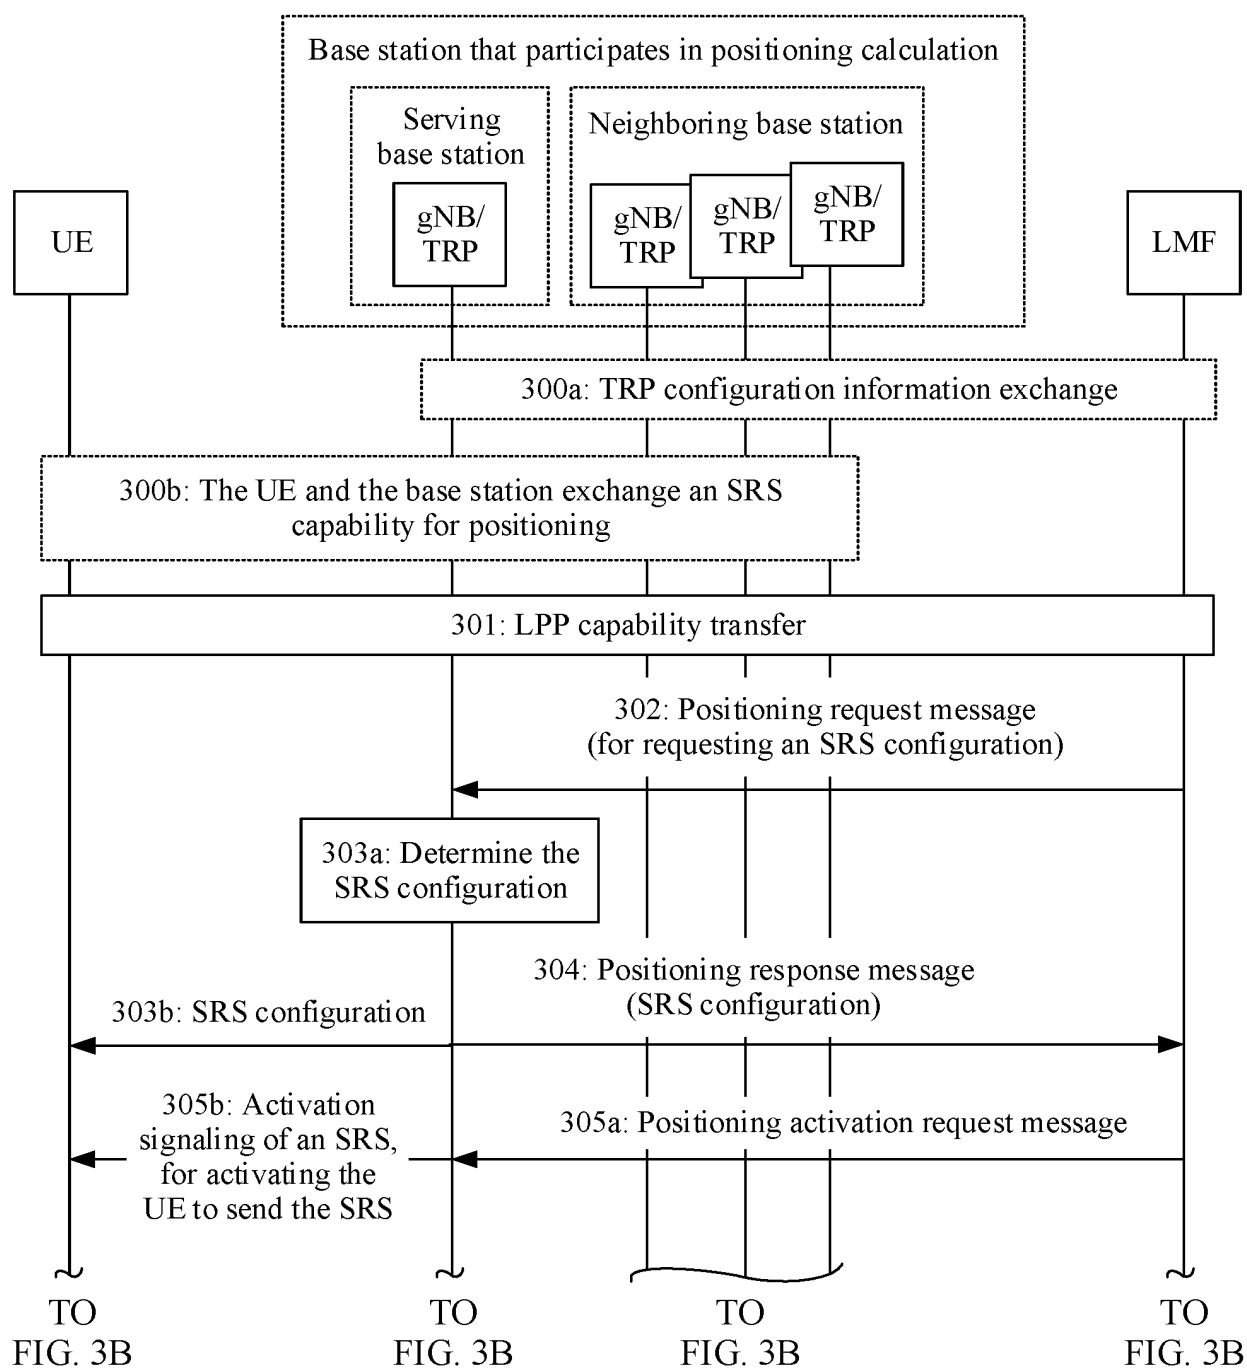 Base station that participates in positioning calculation
Serving
base station
Neighboring base station
UE
gNB/
TRP
gNB/
TRP
gNB/
TRP
gNB/
TRP
LMF
300a: TRP configuration information exchange
300b: The UE and the base station exchange an SRS
capability for positioning
301: LPP capability transfer
302: Positioning request message
(for requesting an SRS configuration)
303a: Determine the
SRS configuration
304: Positioning response message
(SRS configuration)
303b: SRS configuration
305b: Activation
signaling of an SRS,
for activating the
UE to send the SRS
305a: Positioning activation request message
TO
FIG. 3B
TO
FIG. 3B
TO
FIG. 3B
TO
FIG. 3B